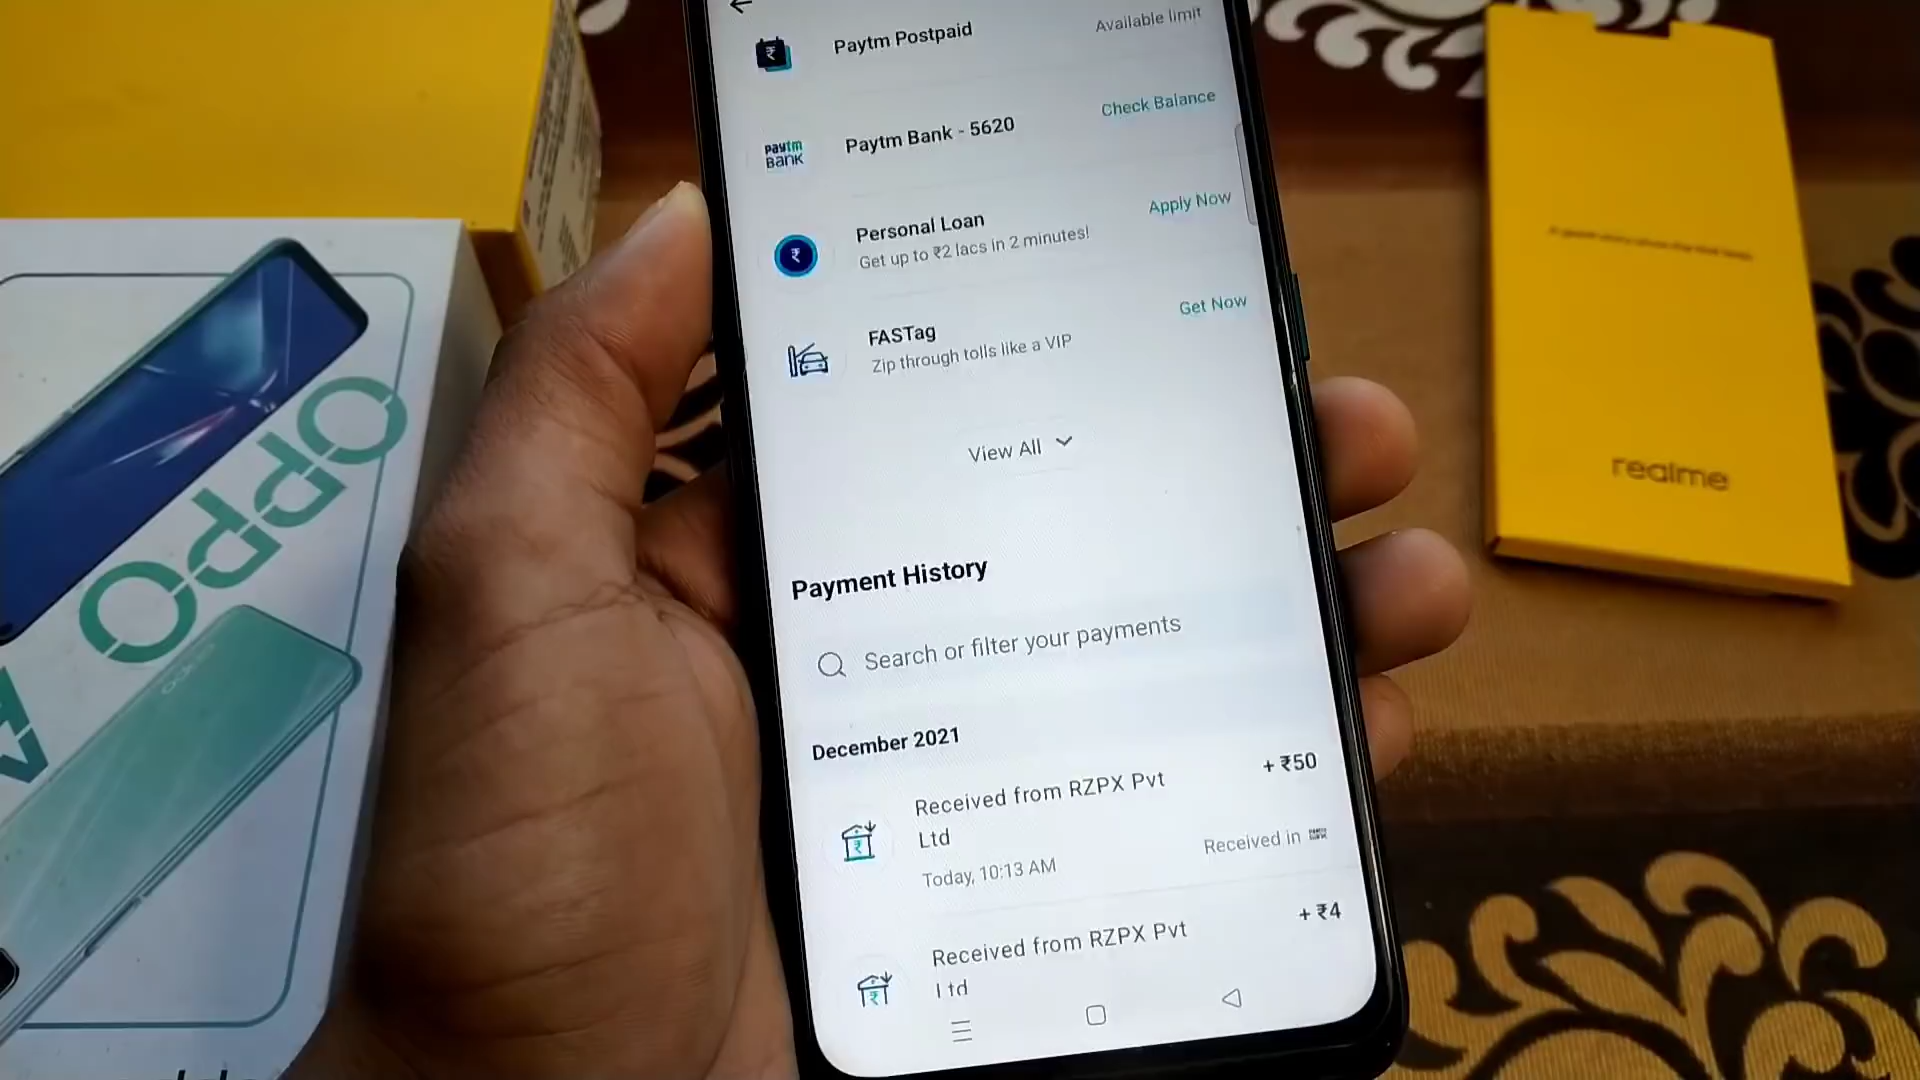 Paytm Postpaid
Available limit
paytm
BANK
Paytm Bank - 5620
Check Balance
Personal Loan
Apply Now
Get up to ₹2 lacs in 2 minutes!
FASTag
Get Now
Zip through tolls like a VIP
View All
Payment History
Search or filter your payments
December 2021
Received from RZPX Pvt
Ltd
+ ₹50
Today, 10:13 AM
Received in
Received from RZPX Pvt
Ltd
+ ₹4
OPPO
A
oppo
realme